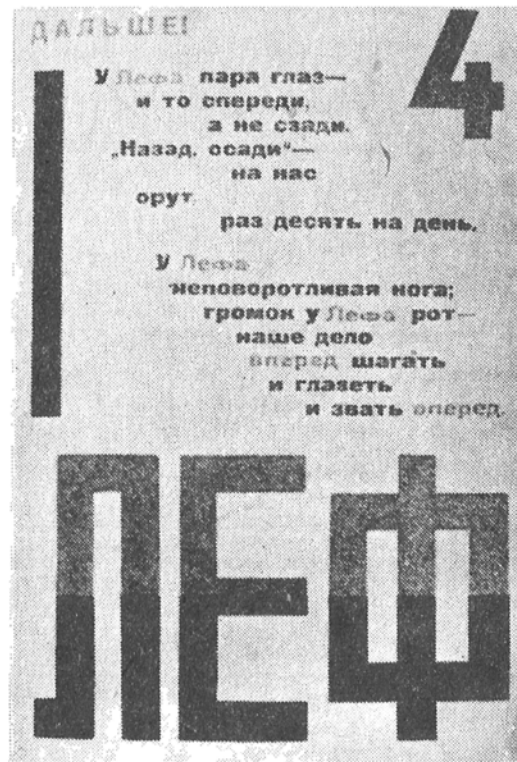 ДАЛЬШЕ!
4
У Лефа пара глаз—
и то спереди,
а не сзади.
„Назад, осади“—
на нас
орут
раз десять на день.
У Лефа
неповоротливая нога;
громок у Лефа рот—
наше дело
вперед шагать
и глазеть
и звать вперед.
ЛЕФ